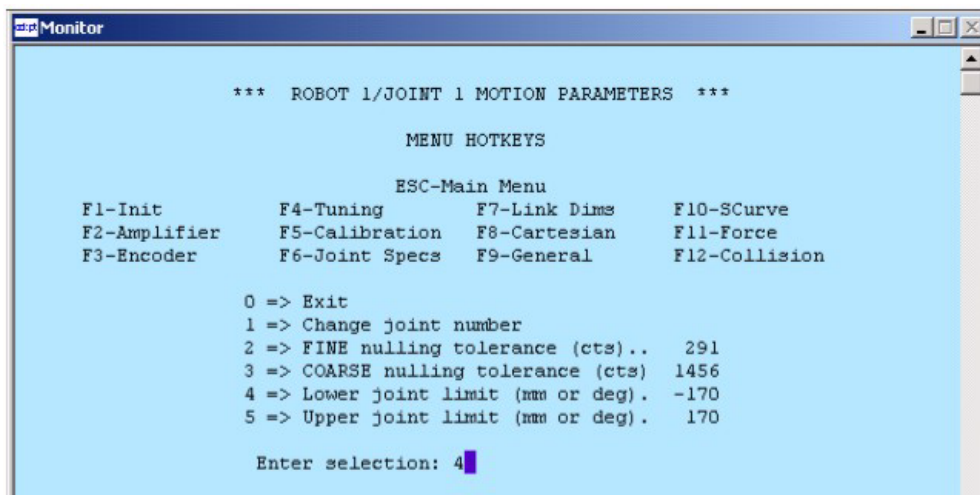 Monitor
*** ROBOT 1/JOINT 1 MOTION PARAMETERS ***
MENU HOTKEYS
ESC-Main Menu
F1-Init F4-Tuning F7-Link Dims F10-SCurve
F2-Amplifier F5-Calibration F8-Cartesian F11-Force
F3-Encoder F6-Joint Specs F9-General F12-Collision
0 => Exit
1 => Change joint number
2 => FINE nulling tolerance (cts).. 291
3 => COARSE nulling tolerance (cts) 1456
4 => Lower joint limit (mm or deg). -170
5 => Upper joint limit (mm or deg). 170
Enter selection: 4